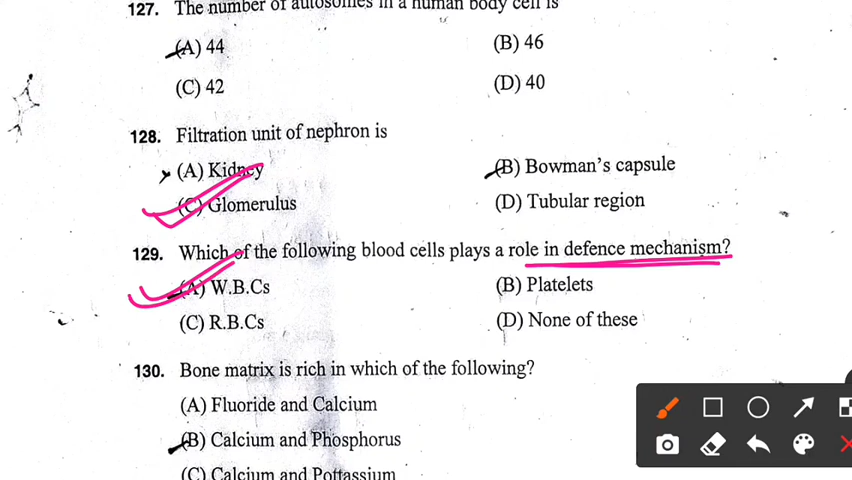 127. The number of autosomes in a human body cell is
(A) 44 (B) 46
(C) 42 (D) 40
128. Filtration unit of nephron is
(A) Kidney (B) Bowman's capsule
(C) Glomerulus (D) Tubular region
129. Which of the following blood cells plays a role in defence mechanism?
(A) W.B.Cs (B) Platelets
(C) R.B.Cs (D) None of these
130. Bone matrix is rich in which of the following?
(A) Fluoride and Calcium
(B) Calcium and Phosphorus
(C) Calcium and Pottassium